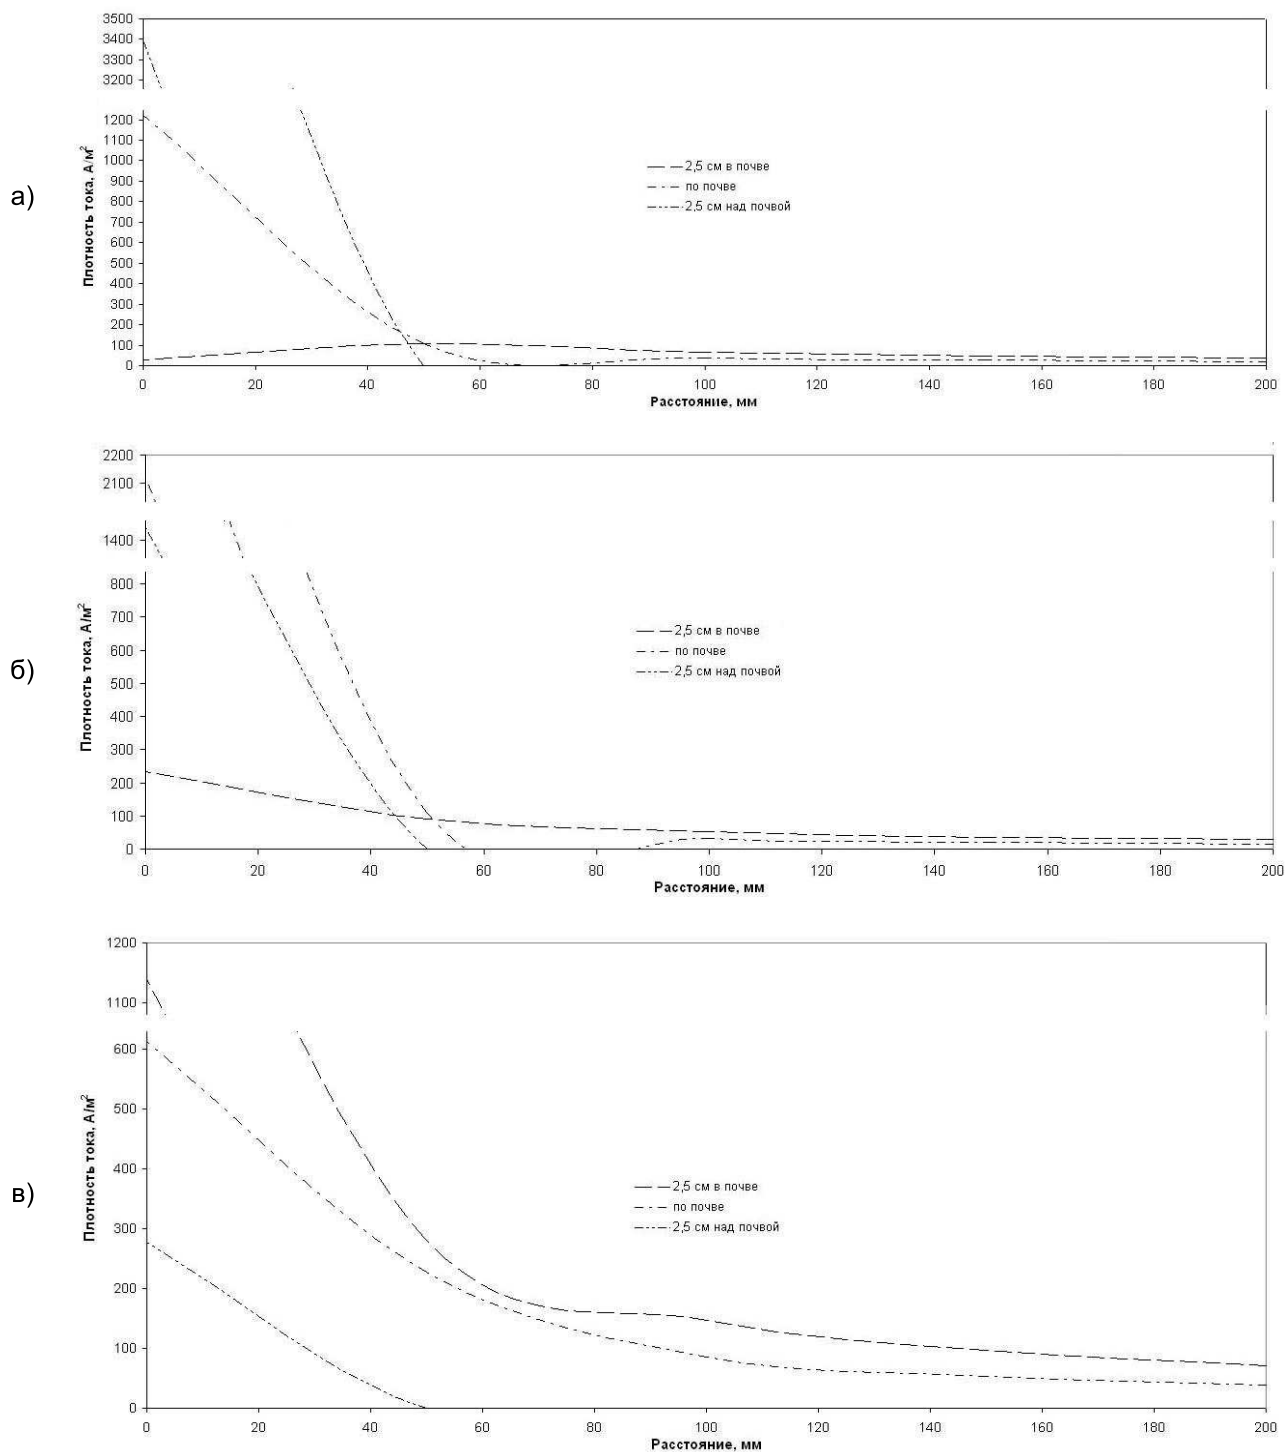 а)
Плотность тока, А/м²
3500
3400
3300
3200
1200
1100
1000
900
800
700
600
500
400
300
200
100
0
2,5 см в почве
по почве
2,5 см над почвой
0 20 40 60 80 100 120 140 160 180 200
Расстояние, мм
б)
Плотность тока, А/м²
2200
2100
1400
800
700
600
500
400
300
200
100
0
2,5 см в почве
по почве
2,5 см над почвой
0 20 40 60 80 100 120 140 160 180 200
Расстояние, мм
в)
Плотность тока, А/м²
1200
1100
600
500
400
300
200
100
0
2,5 см в почве
по почве
2,5 см над почвой
0 20 40 60 80 100 120 140 160 180 200
Расстояние, мм